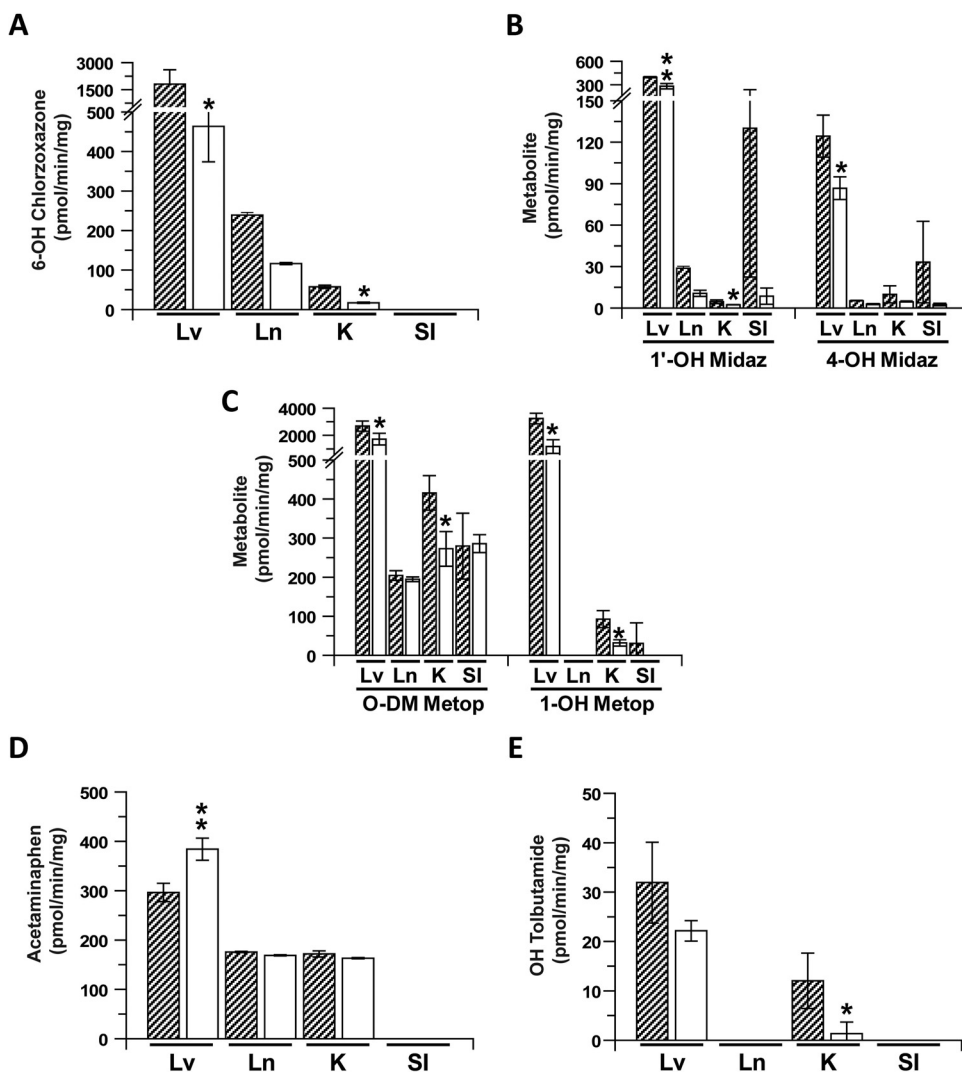 A
6-OH Chlorzoxazone
(pmol/min/mg)
3000
1500
500
400
300
200
100
0
*
*
Lv Ln K SI
B
Metabolite
(pmol/min/mg)
600
300
150
120
90
60
30
0
*
*
*
*
Lv Ln K SI Lv Ln K SI
1'-OH Midaz 4-OH Midaz
C
Metabolite
(pmol/min/mg)
4000
2000
500
400
300
200
100
0
*
*
*
*
Lv Ln K SI Lv Ln K SI
O-DM Metop 1-OH Metop
D
Acetaminaphen
(pmol/min/mg)
500
400
300
200
100
0
*
*
Lv Ln K SI
E
OH Tolbutamide
(pmol/min/mg)
50
40
30
20
10
0
*
Lv Ln K SI